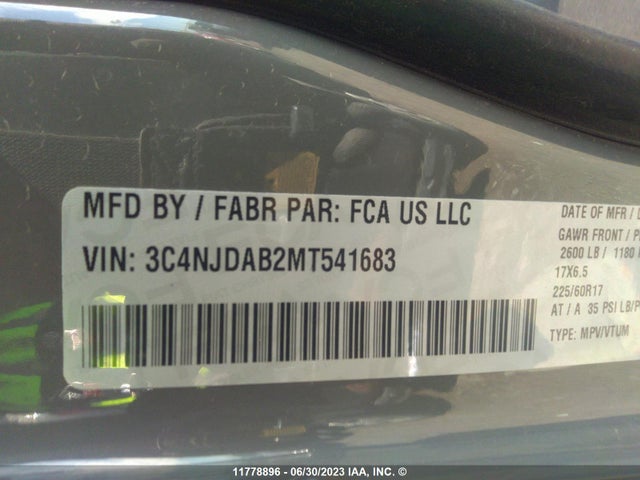 MFD BY / FABR PAR: FCA US LLC
VIN: 3C4NJDAB2MT541683
DATE OF MFR /
GAWR FRONT /
2600 LB / 1180
17X6.5
225/60R17
AT / A 35 PSI LB/
TYPE: MPV/VTUM
11778896 - 06/30/2023 IAA, INC. ©